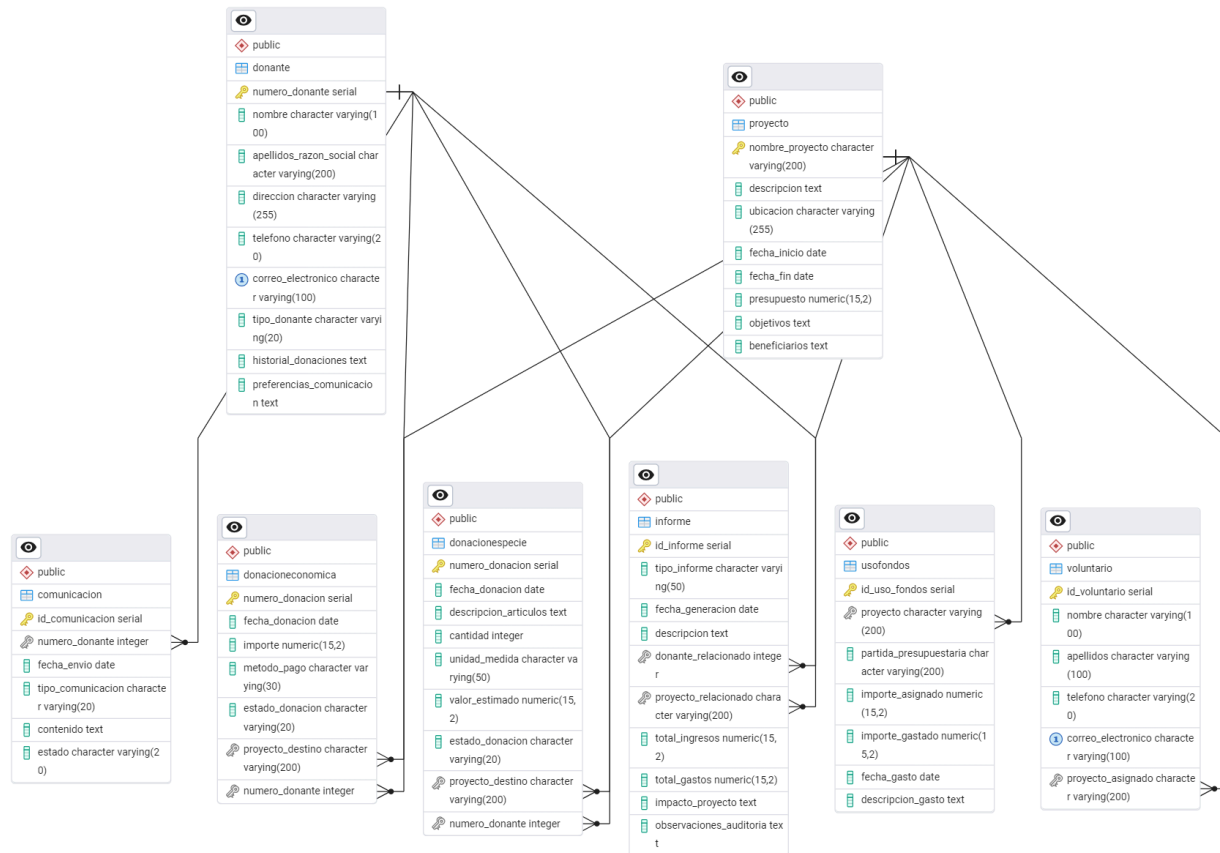 public
donante
numero_donante serial
nombre character varying(1
00)
apellidos_razon_social char
acter varying(200)
direccion character varying
(255)
telefono character varying(2
0)
1
correo_electronico characte
r varying(100)
tipo_donante character varyi
ng(20)
historial_donaciones text
preferencias_comunicacio
n text
public
proyecto
nombre_proyecto character
varying(200)
descripcion text
ubicacion character varying
(255)
fecha_inicio date
fecha_fin date
presupuesto numeric(15,2)
objetivos text
beneficiarios text
public
comunicacion
id_comunicacion serial
numero_donante integer
fecha_envio date
tipo_comunicacion characte
r varying(20)
contenido text
estado character varying(2
0)
public
donacioneconomica
numero_donacion serial
fecha_donacion date
importe numeric(15,2)
metodo_pago character var
ying(30)
estado_donacion character
varying(20)
proyecto_destino character
varying(200)
numero_donante integer
public
donacionespecie
numero_donacion serial
fecha_donacion date
descripcion_articulos text
cantidad integer
unidad_medida character va
rying(50)
valor_estimado numeric(15,
2)
estado_donacion character
varying(20)
proyecto_destino character
varying(200)
numero_donante integer
public
informe
id_informe serial
tipo_informe character varyi
ng(50)
fecha_generacion date
descripcion text
donante_relacionado intege
r
proyecto_relacionado chara
cter varying(200)
total_ingresos numeric(15,
2)
total_gastos numeric(15,2)
impacto_proyecto text
observaciones_auditoria tex
t
public
usofondos
id_uso_fondos serial
proyecto character varying
(200)
partida_presupuestaria char
acter varying(200)
importe_asignado numeric
(15,2)
importe_gastado numeric(1
5,2)
fecha_gasto date
descripcion_gasto text
public
voluntario
id_voluntario serial
nombre character varying(1
00)
apellidos character varying
(100)
telefono character varying(2
0)
1
correo_electronico characte
r varying(100)
proyecto_asignado characte
r varying(200)